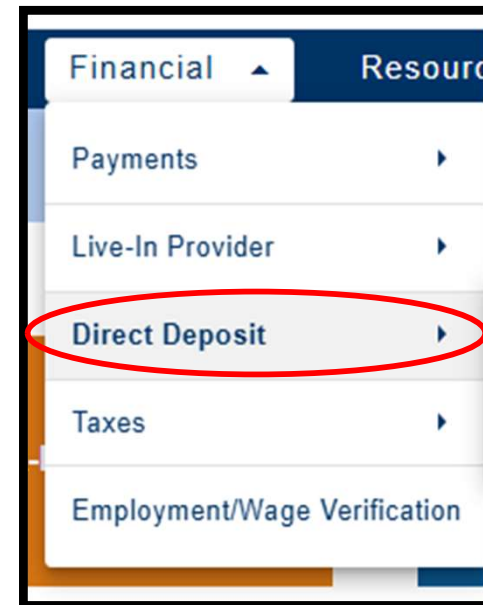 Financial Resourc
Payments
Live-In Provider
Direct Deposit
Taxes
Employment/Wage Verification